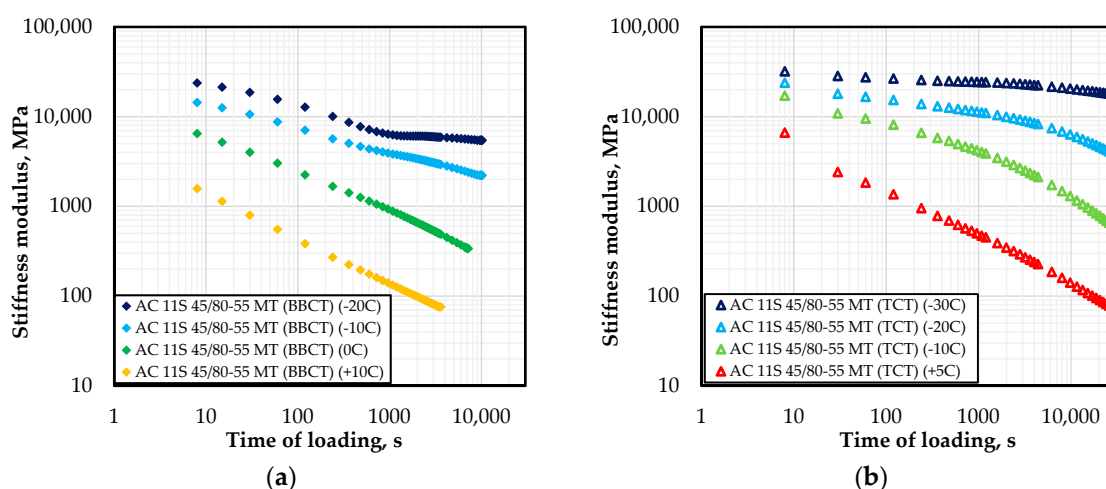 100,000
10,000
1000
100
10
Stiffness modulus, MPa
AC 11S 45/80-55 MT (BBCT) (-20C)
AC 11S 45/80-55 MT (BBCT) (-10C)
AC 11S 45/80-55 MT (BBCT) (0C)
AC 11S 45/80-55 MT (BBCT) (+10C)
1 10 100 1000 10,000
Time of loading, s
(a)
100,000
10,000
1000
100
10
Stiffness modulus, MPa
AC 11S 45/80-55 MT (TCT) (-30C)
AC 11S 45/80-55 MT (TCT) (-20C)
AC 11S 45/80-55 MT (TCT) (-10C)
AC 11S 45/80-55 MT (TCT) (+5C)
1 10 100 1000 10,000
Time of loading, s
(b)